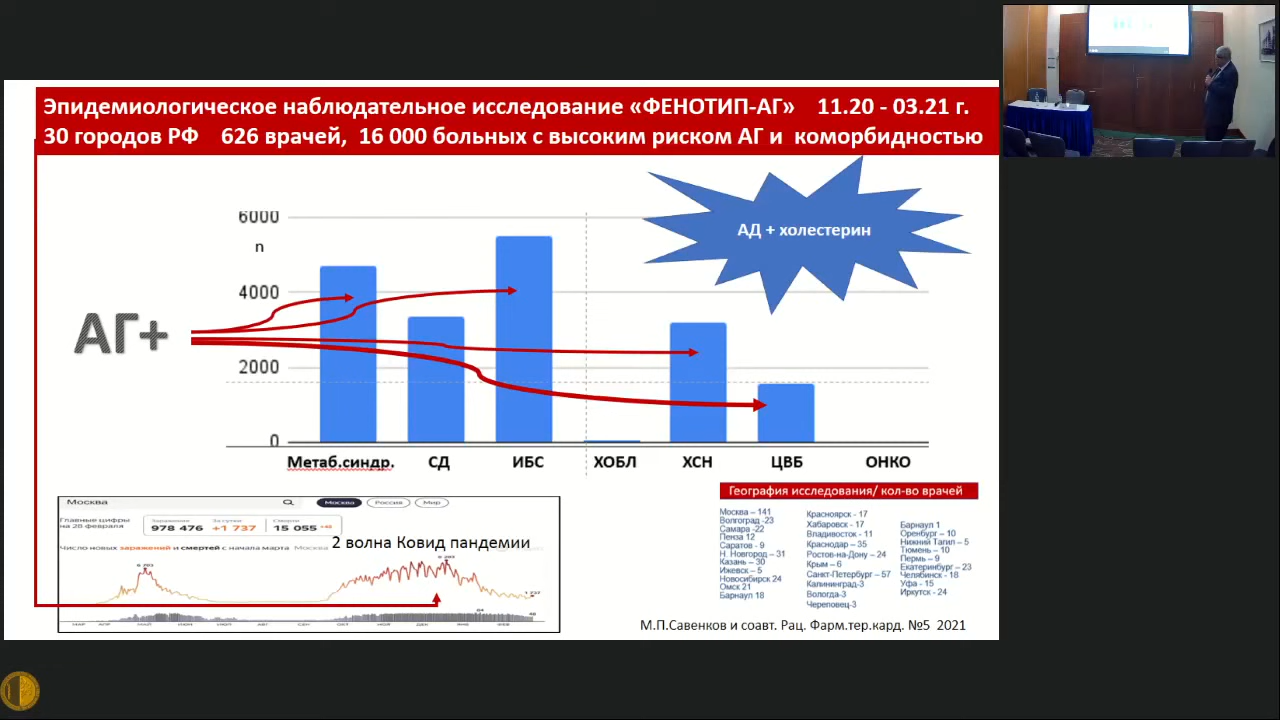 Эпидемиологическое наблюдательное исследование «ФЕНОТИП-АГ» 11.20 - 03.21 г.
30 городов РФ 626 врачей, 16 000 больных с высоким риском АГ и коморбидностью
АД + холестерин
6000
n
4000
2000
0
АГ+
Метаб.синдр. СД ИБС ХОБЛ ХСН ЦВБ ОНКО
Москва
Москва Россия Мир
Главные цифры
на 28 февраля
Заражения За сутки Смерти
978 476 +1 737 15 055
Число новых заражений и смертей с начала марта Москва
2 волна Ковид пандемии
География исследования/ кол-во врачей
Москва – 141
Волгоград -23
Самара -22
Пенза 12
Саратов - 9
Н. Новгород – 31
Казань – 30
Ижевск – 5
Новосибирск 24
Омск 21
Барнаул 18
Красноярск - 17
Хабаровск - 17
Владивосток – 11
Краснодар – 35
Ростов-на-Дону – 24
Крым – 6
Санкт-Петербург – 57
Калининград-3
Вологда-3
Череповец-3
Барнаул 1
Оренбург – 10
Нижний Тагил – 5
Тюмень – 10
Пермь – 9
Екатеринбург – 23
Челябинск - 18
Уфа - 15
Иркутск - 24
М.П.Савенков и соавт. Рац. Фарм.тер.кард. №5 2021